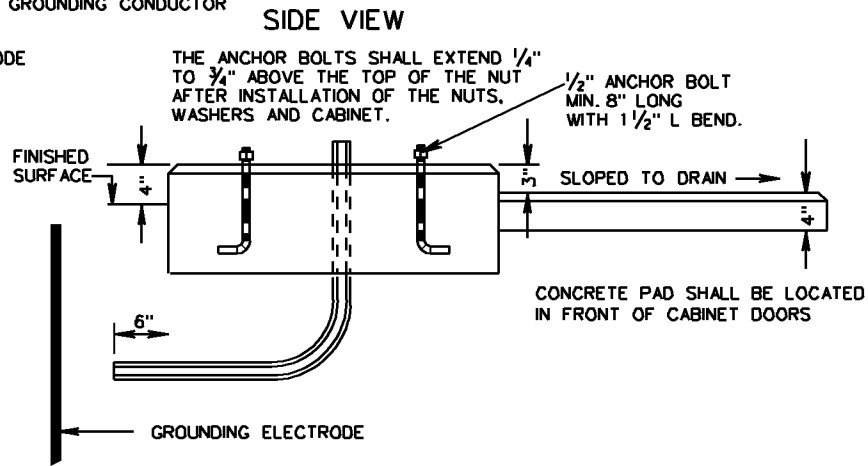 GROUNDING CONDUCTOR
SIDE VIEW
ODE
THE ANCHOR BOLTS SHALL EXTEND 1/4"
TO 3/4" ABOVE THE TOP OF THE NUT
AFTER INSTALLATION OF THE NUTS,
WASHERS AND CABINET.
1/2" ANCHOR BOLT
MIN. 8" LONG
WITH 1 1/2" L BEND.
FINISHED
SURFACE
4"
3"
SLOPED TO DRAIN
4"
CONCRETE PAD SHALL BE LOCATED
IN FRONT OF CABINET DOORS
6"
GROUNDING ELECTRODE